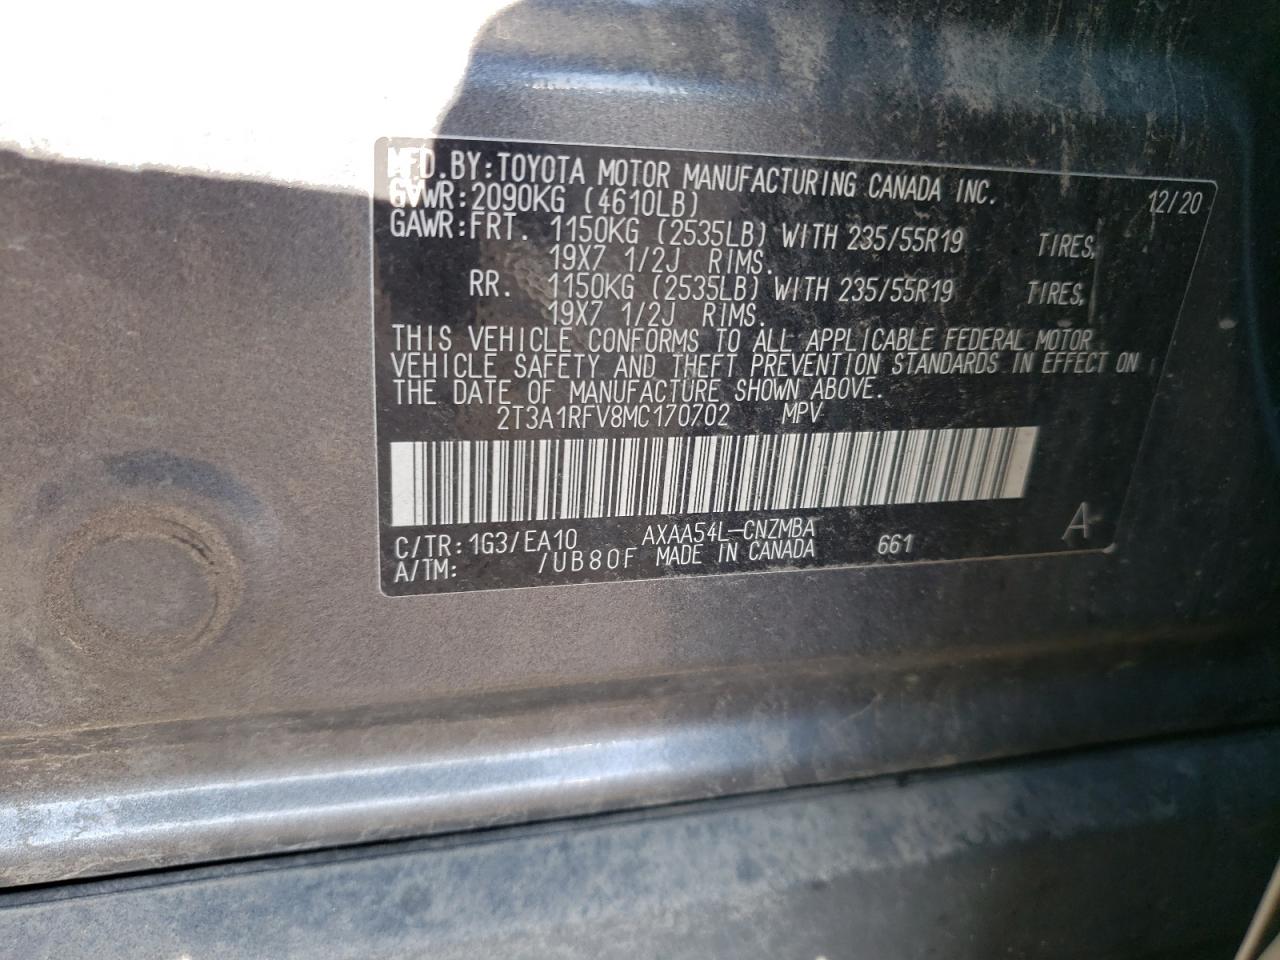 MFD.BY:TOYOTA MOTOR MANUFACTURING CANADA INC. 12/20
GVWR:2090KG (4610LB)
GAWR:FRT. 1150KG (2535LB) WITH 235/55R19 TIRES,
19X7 1/2J RIMS.
RR. 1150KG (2535LB) WITH 235/55R19 TIRES,
19X7 1/2J RIMS.
THIS VEHICLE CONFORMS TO ALL APPLICABLE FEDERAL MOTOR
VEHICLE SAFETY AND THEFT PREVENTION STANDARDS IN EFFECT ON
THE DATE OF MANUFACTURE SHOWN ABOVE.
2T3A1RFV8MC170702 MPV
C/TR:1G3/EA10 AXAA54L-CNZMBA
A/TM: /UB80F MADE IN CANADA 661 A